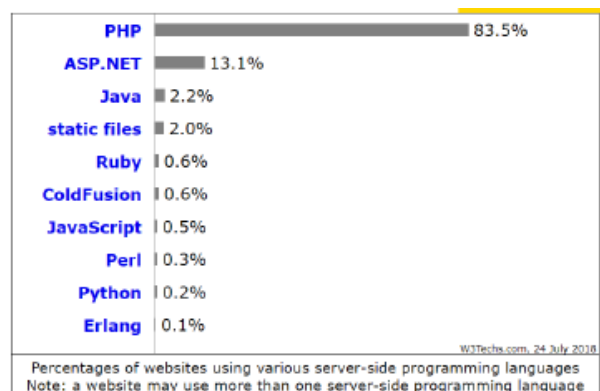 PHP 83.5%
ASP.NET 13.1%
Java 2.2%
static files 2.0%
Ruby 0.6%
ColdFusion 0.6%
JavaScript 0.5%
Perl 0.3%
Python 0.2%
Erlang 0.1%
W3Techs.com, 24 July 2018
Percentages of websites using various server-side programming languages
Note: a website may use more than one server-side programming language